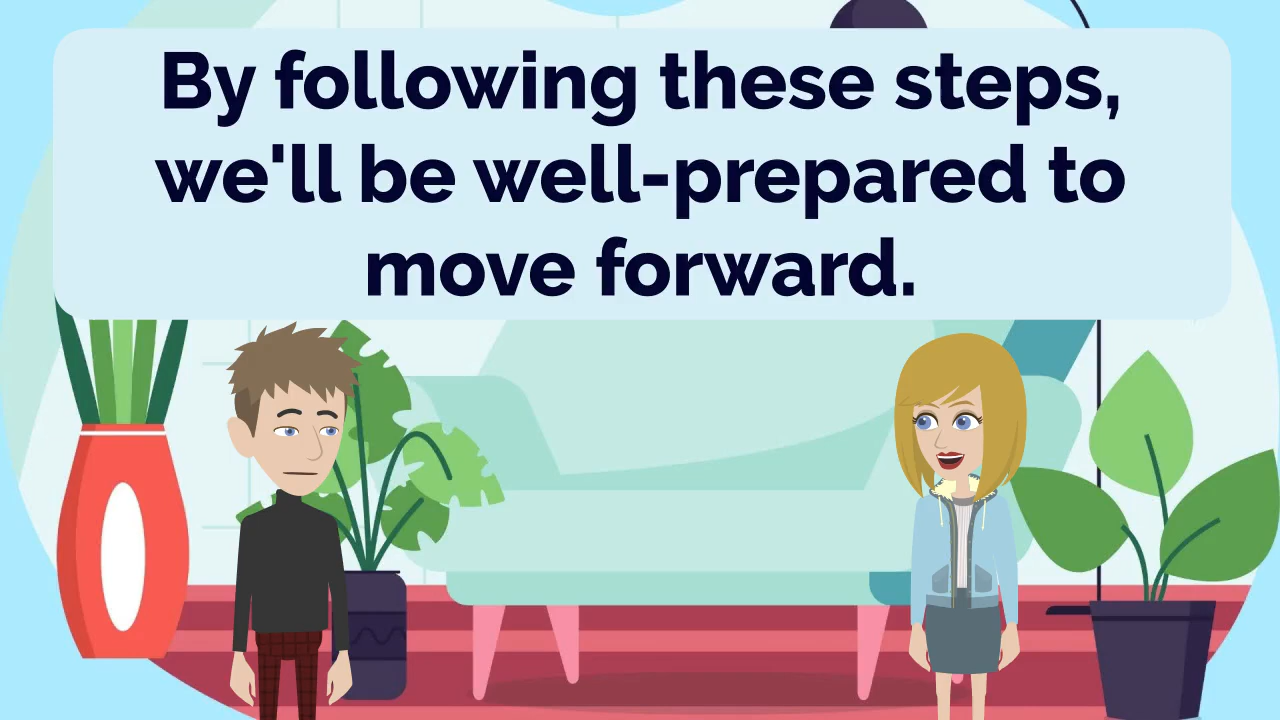 By following these steps,
we'll be well-prepared to
move forward.